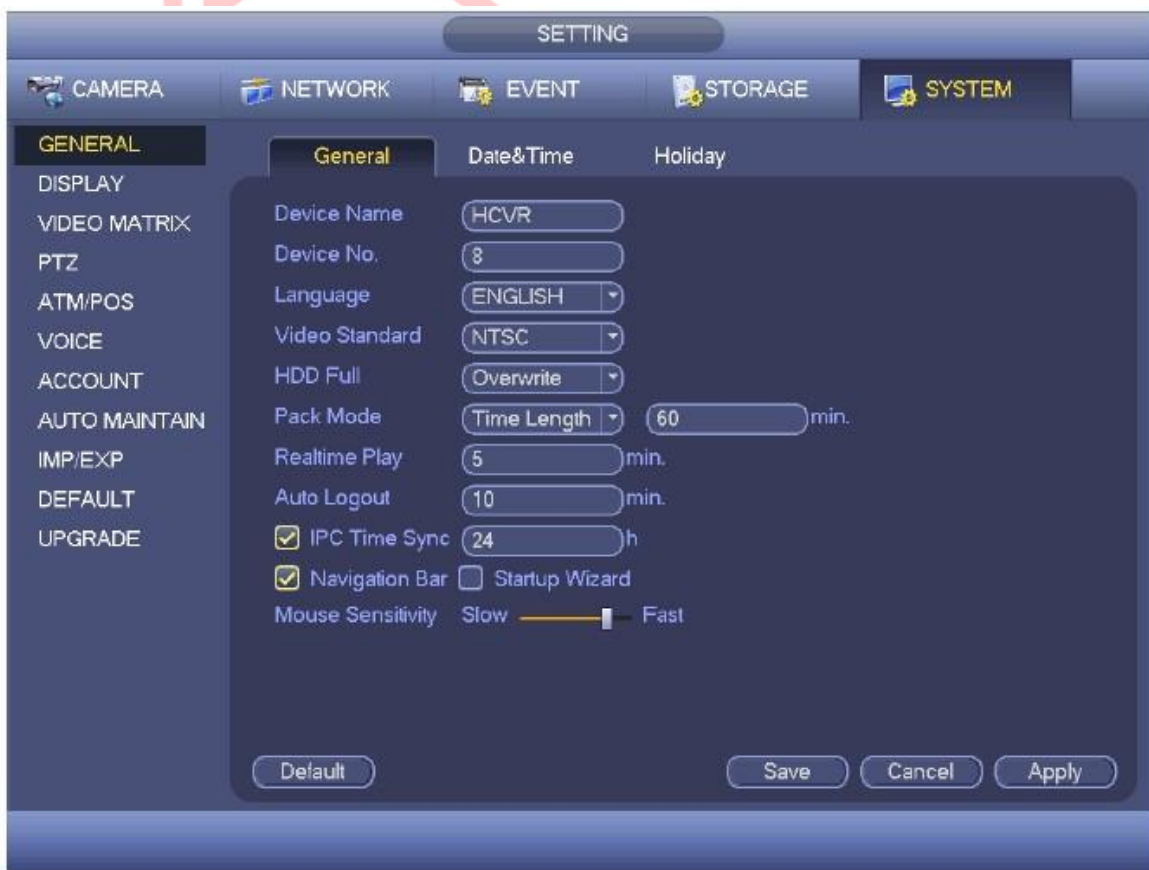 SETTING
CAMERA NETWORK EVENT STORAGE SYSTEM
GENERAL
DISPLAY
VIDEO MATRIX
PTZ
ATM/POS
VOICE
ACCOUNT
AUTO MAINTAIN
IMP/EXP
DEFAULT
UPGRADE
General Date&Time Holiday
Device Name HCVR
Device No. 8
Language ENGLISH
Video Standard NTSC
HDD Full Overwrite
Pack Mode Time Length 60 min.
Realtime Play 5 min.
Auto Logout 10 min.
IPC Time Sync 24 h
Navigation Bar Startup Wizard
Mouse Sensitivity Slow Fast
Default Save Cancel Apply